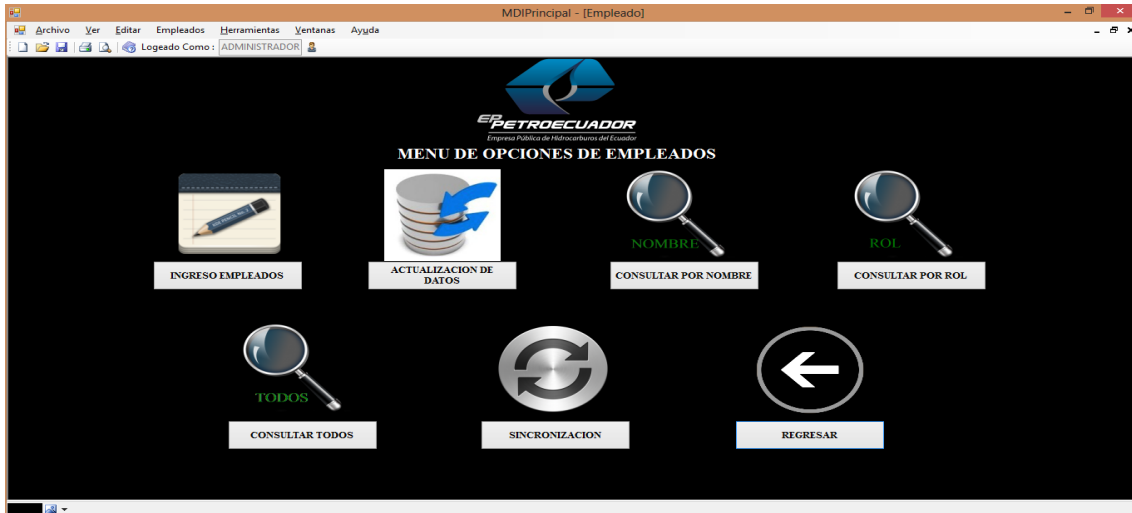 MDIPrincipal - [Empleado]
Archivo Ver Editar Empleados Herramientas Ventanas Ayuda
Logeado Como : ADMINISTRADOR
EP PETROECUADOR
Empresa Pública de Hidrocarburos del Ecuador
MENU DE OPCIONES DE EMPLEADOS
NOMBRE
ROL
INGRESO EMPLEADOS
ACTUALIZACION DE
DATOS
CONSULTAR POR NOMBRE
CONSULTAR POR ROL
TODOS
CONSULTAR TODOS
SINCRONIZACION
REGRESAR